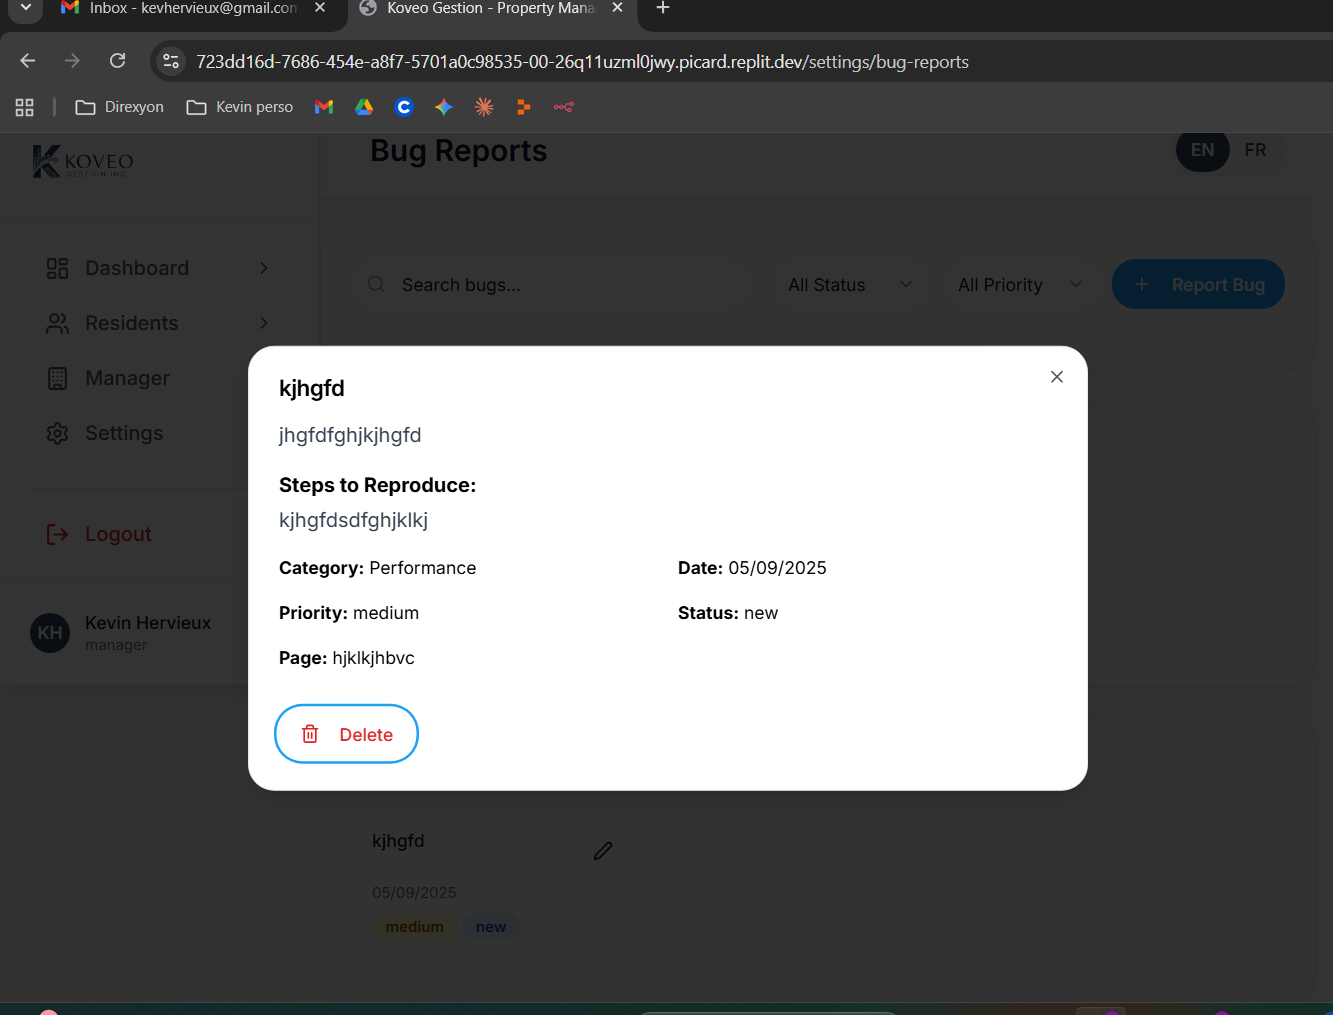 Inbox - kevhervieux@gmail.com
Koveo Gestion - Property Mana
723dd16d-7686-454e-a8f7-5701a0c98535-00-26q11uzml0jwy.picard.replit.dev/settings/bug-reports
Direxyon
Kevin perso
KOVEO
GESTION INC.
Bug Reports
EN
FR
Dashboard
Residents
Manager
Settings
Logout
KH
Kevin Hervieux
manager
Search bugs...
All Status
All Priority
Report Bug
kjhgfd
jhgfdfghjkjhgfd
Steps to Reproduce:
kjhgfdsdfghjklkj
Category: Performance
Date: 05/09/2025
Priority: medium
Status: new
Page: hjklkjhbvc
Delete
kjhgfd
05/09/2025
medium
new